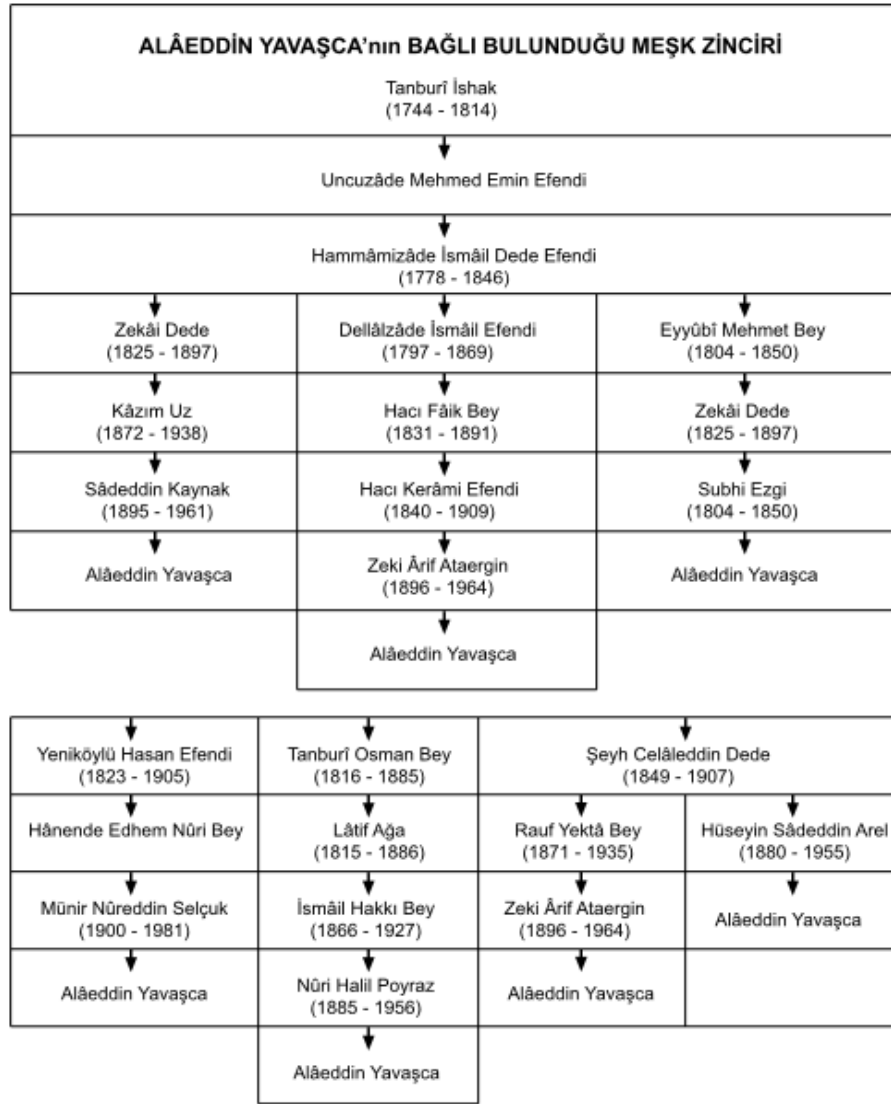 ALÂEDDİN YAVAŞCA'nın BAĞLI BULUNDUĞU MEŞK ZİNCİRİ
Tanburî İshak
(1744 - 1814)
Uncuzâde Mehmed Emin Efendi
Hammâmizâde İsmâil Dede Efendi
(1778 - 1846)
Zekâi Dede
(1825 - 1897)
Dellâlzâde İsmâil Efendi
(1797 - 1869)
Eyyûbî Mehmet Bey
(1804 - 1850)
Kâzım Uz
(1872 - 1938)
Hacı Fâik Bey
(1831 - 1891)
Zekâi Dede
(1825 - 1897)
Sâdeddin Kaynak
(1895 - 1961)
Hacı Kerâmi Efendi
(1840 - 1909)
Subhi Ezgi
(1804 - 1850)
Alâeddin Yavaşca
Zeki Ârif Ataergin
(1896 - 1964)
Alâeddin Yavaşca
Alâeddin Yavaşca
Yeniköylü Hasan Efendi
(1823 - 1905)
Tanburî Osman Bey
(1816 - 1885)
Şeyh Celâleddin Dede
(1849 - 1907)
Hânende Edhem Nûri Bey
Lâtif Ağa
(1815 - 1886)
Rauf Yektâ Bey
(1871 - 1935)
Hüseyin Sâdeddin Arel
(1880 - 1955)
Münir Nûreddin Selçuk
(1900 - 1981)
İsmâil Hakkı Bey
(1866 - 1927)
Zeki Ârif Ataergin
(1896 - 1964)
Alâeddin Yavaşca
Alâeddin Yavaşca
Nûri Halil Poyraz
(1885 - 1956)
Alâeddin Yavaşca
Alâeddin Yavaşca